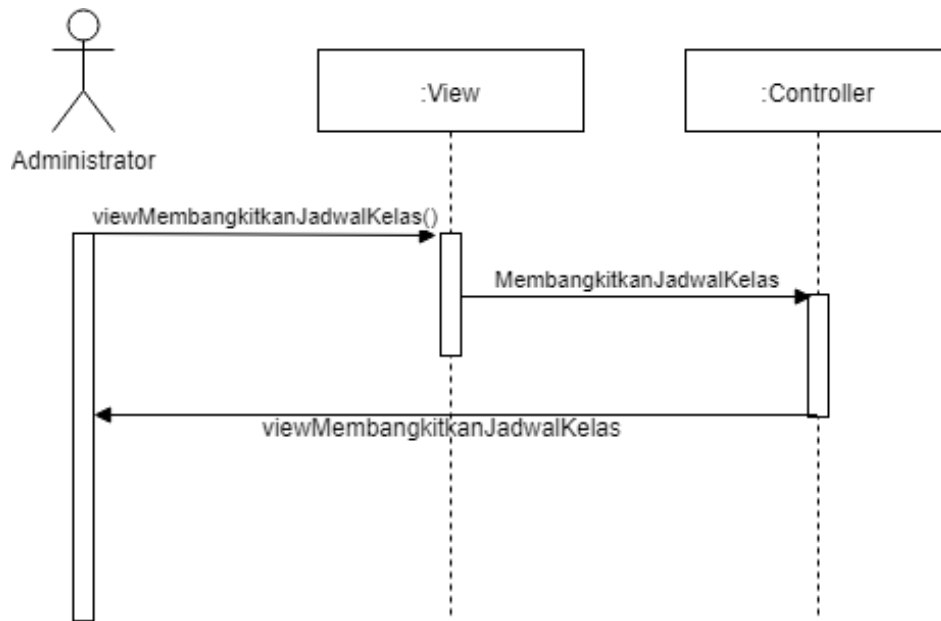 :View
:Controller
Administrator
viewMembangkitkanJadwalKelas()
MembangkitkanJadwalKelas
viewMembangkitkanJadwalKelas